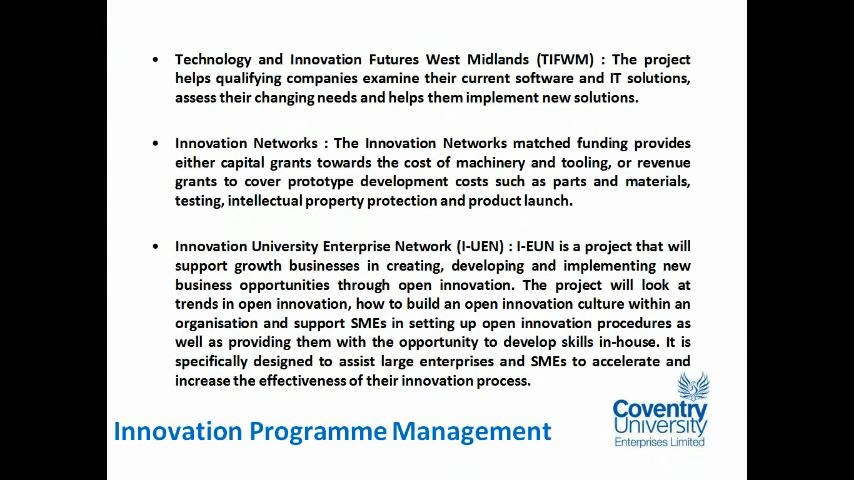 • Technology and Innovation Futures West Midlands (TIFWM) : The project
helps qualifying companies examine their current software and IT solutions,
assess their changing needs and helps them implement new solutions.
• Innovation Networks : The Innovation Networks matched funding provides
either capital grants towards the cost of machinery and tooling, or revenue
grants to cover prototype development costs such as parts and materials,
testing, intellectual property protection and product launch.
• Innovation University Enterprise Network (I-UEN) : I-EUN is a project that will
support growth businesses in creating, developing and implementing new
business opportunities through open innovation. The project will look at
trends in open innovation, how to build an open innovation culture within an
organisation and support SMEs in setting up open innovation procedures as
well as providing them with the opportunity to develop skills in-house. It is
specifically designed to assist large enterprises and SMEs to accelerate and
increase the effectiveness of their innovation process.
Innovation Programme Management
Coventry
University
Enterprises Limited